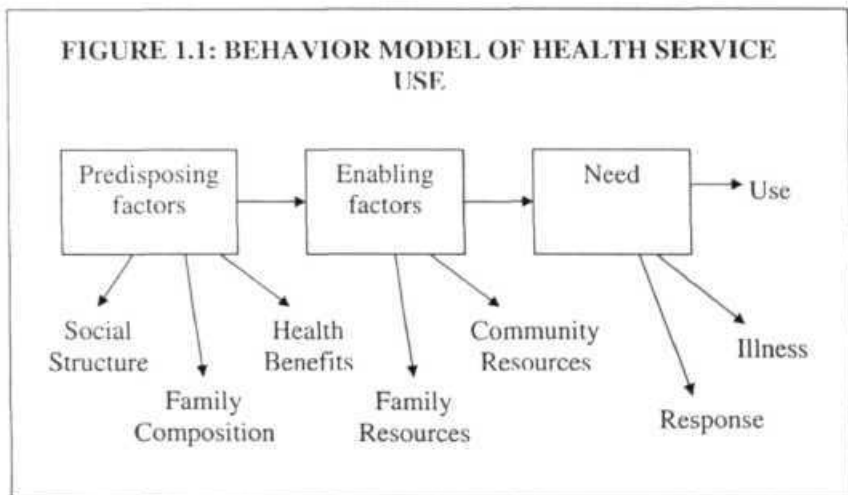 FIGURE 1.1: BEHAVIOR MODEL OF HEALTH SERVICE
USE
Predisposing
factors
Enabling
factors
Need
Use
Social
Structure
Health
Benefits
Community
Resources
Illness
Family
Composition
Family
Resources
Response